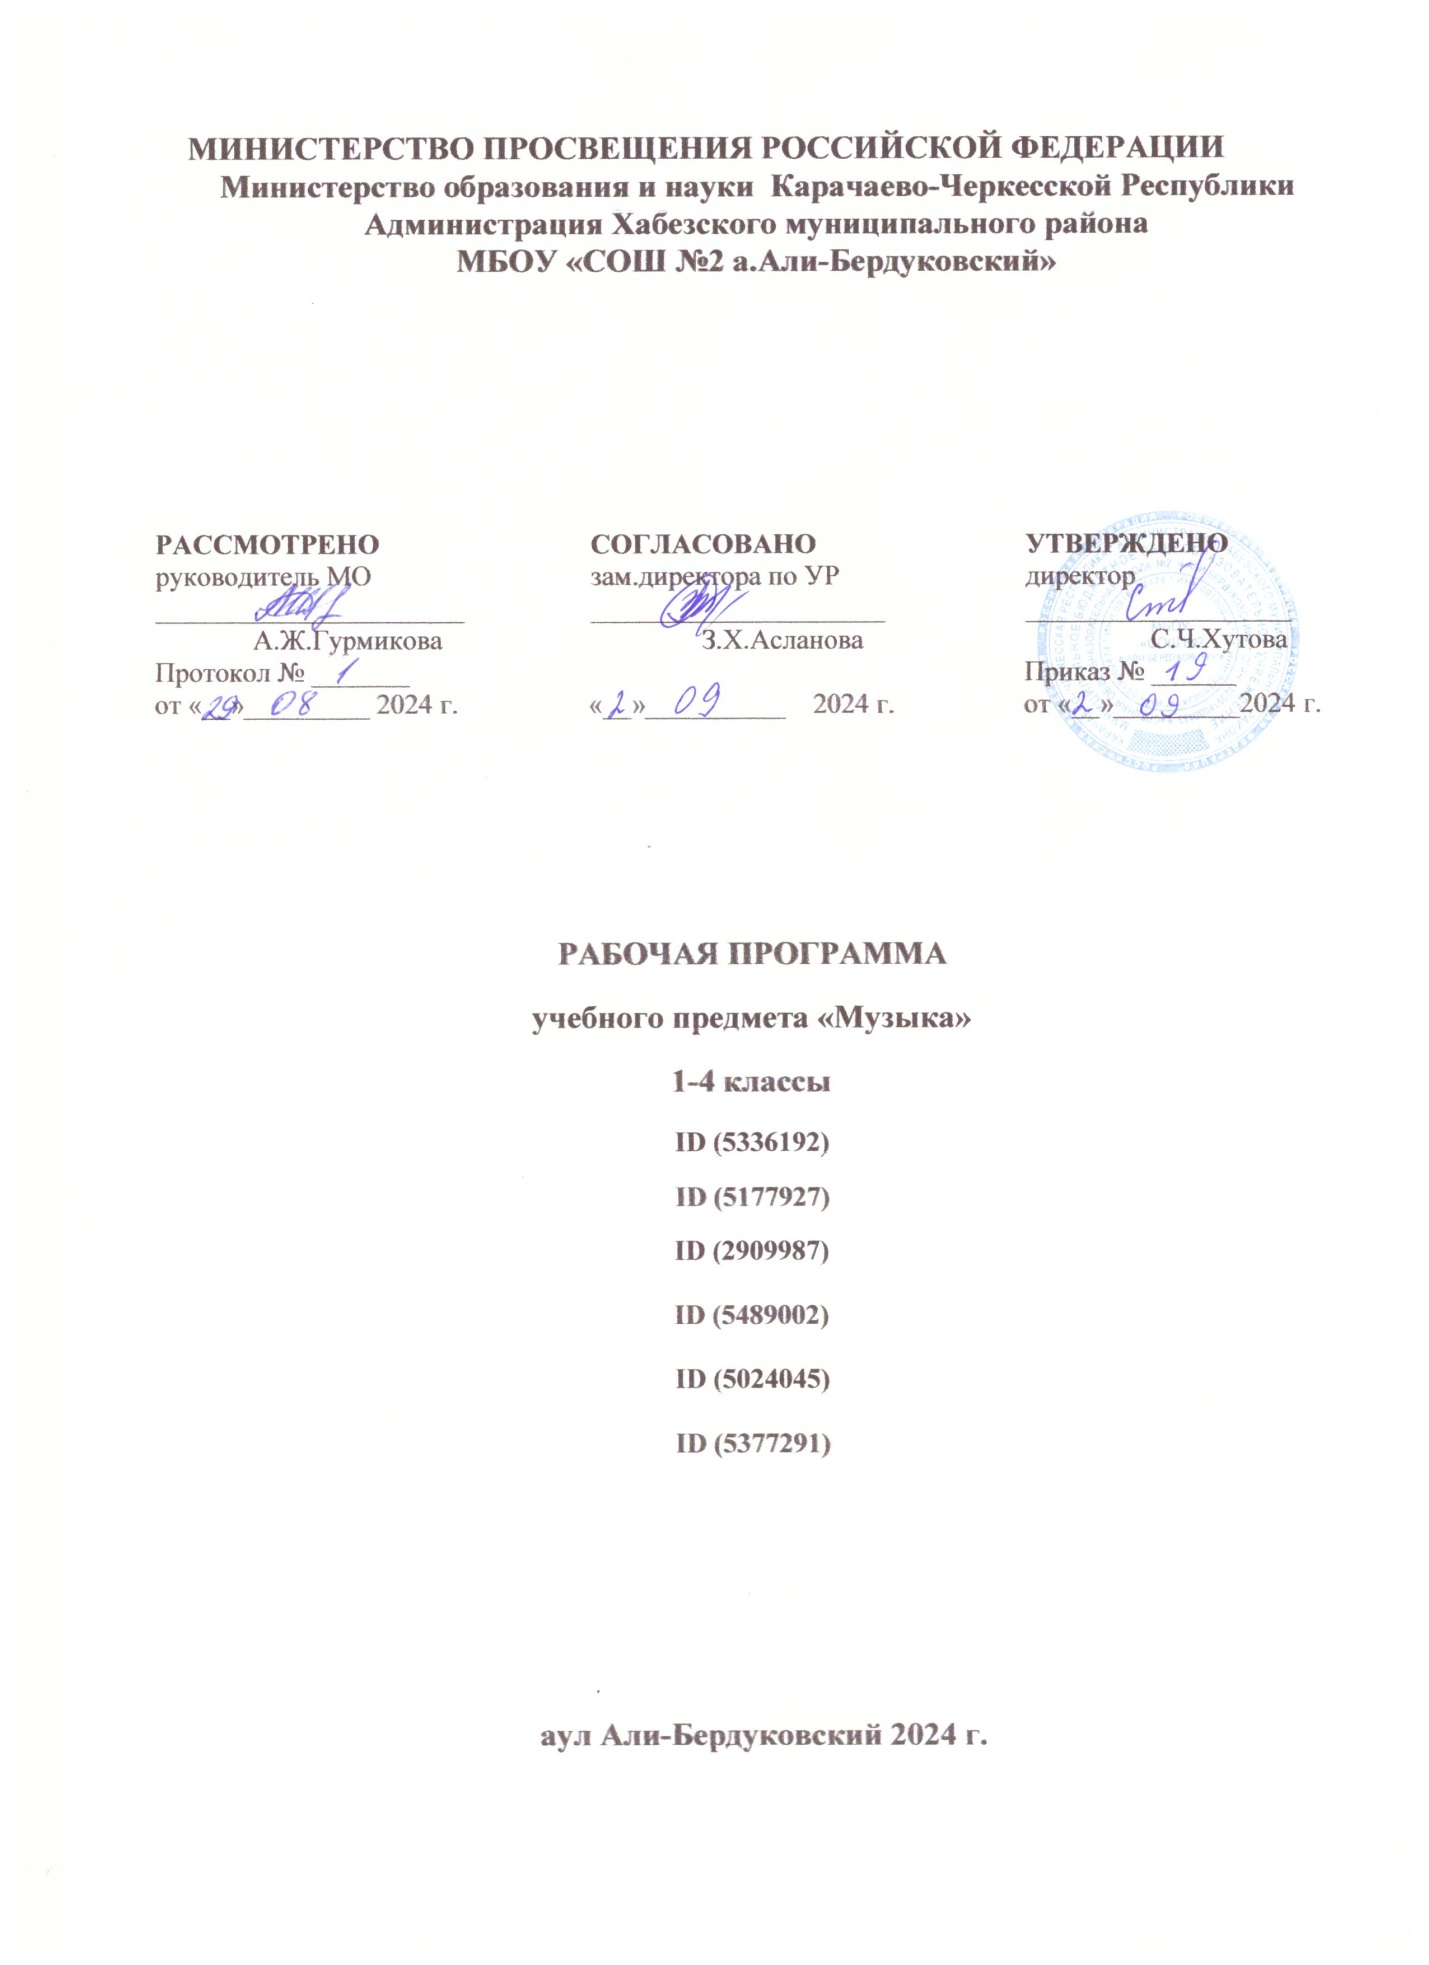 МИНИСТЕРСТВО ПРОСВЕЩЕНИЯ РОССИЙСКОЙ ФЕДЕРАЦИИ
Министерство образования и науки  Карачаево-Черкесской Республики
Администрация Хабезского муниципального района
МБОУ «СОШ №2 а.Али-Бердуковский»
РАССМОТРЕНО
руководитель МО
А.Ж.Гурмикова
Протокол № 1
от «29» 08 2024 г.
СОГЛАСОВАНО
зам.директора по УР
З.Х.Асланова
«2» 09 2024 г.
УТВЕРЖДЕНО
директор
С.Ч.Хутова
Приказ № 19
от «2» 09 2024 г.
РАБОЧАЯ ПРОГРАММА
учебного предмета «Музыка»
1-4 классы
ID (5336192)
ID (5177927)
ID (2909987)
ID (5489002)
ID (5024045)
ID (5377291)
аул Али-Бердуковский 2024 г.